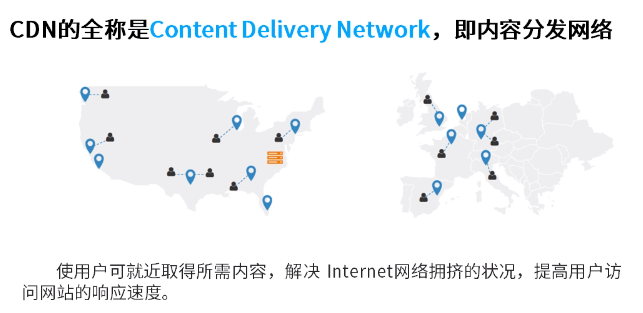 CDN的全称是Content Delivery Network，即内容分发网络
使用户可就近取得所需内容，解决 Internet网络拥挤的状况，提高用户访
问网站的响应速度。